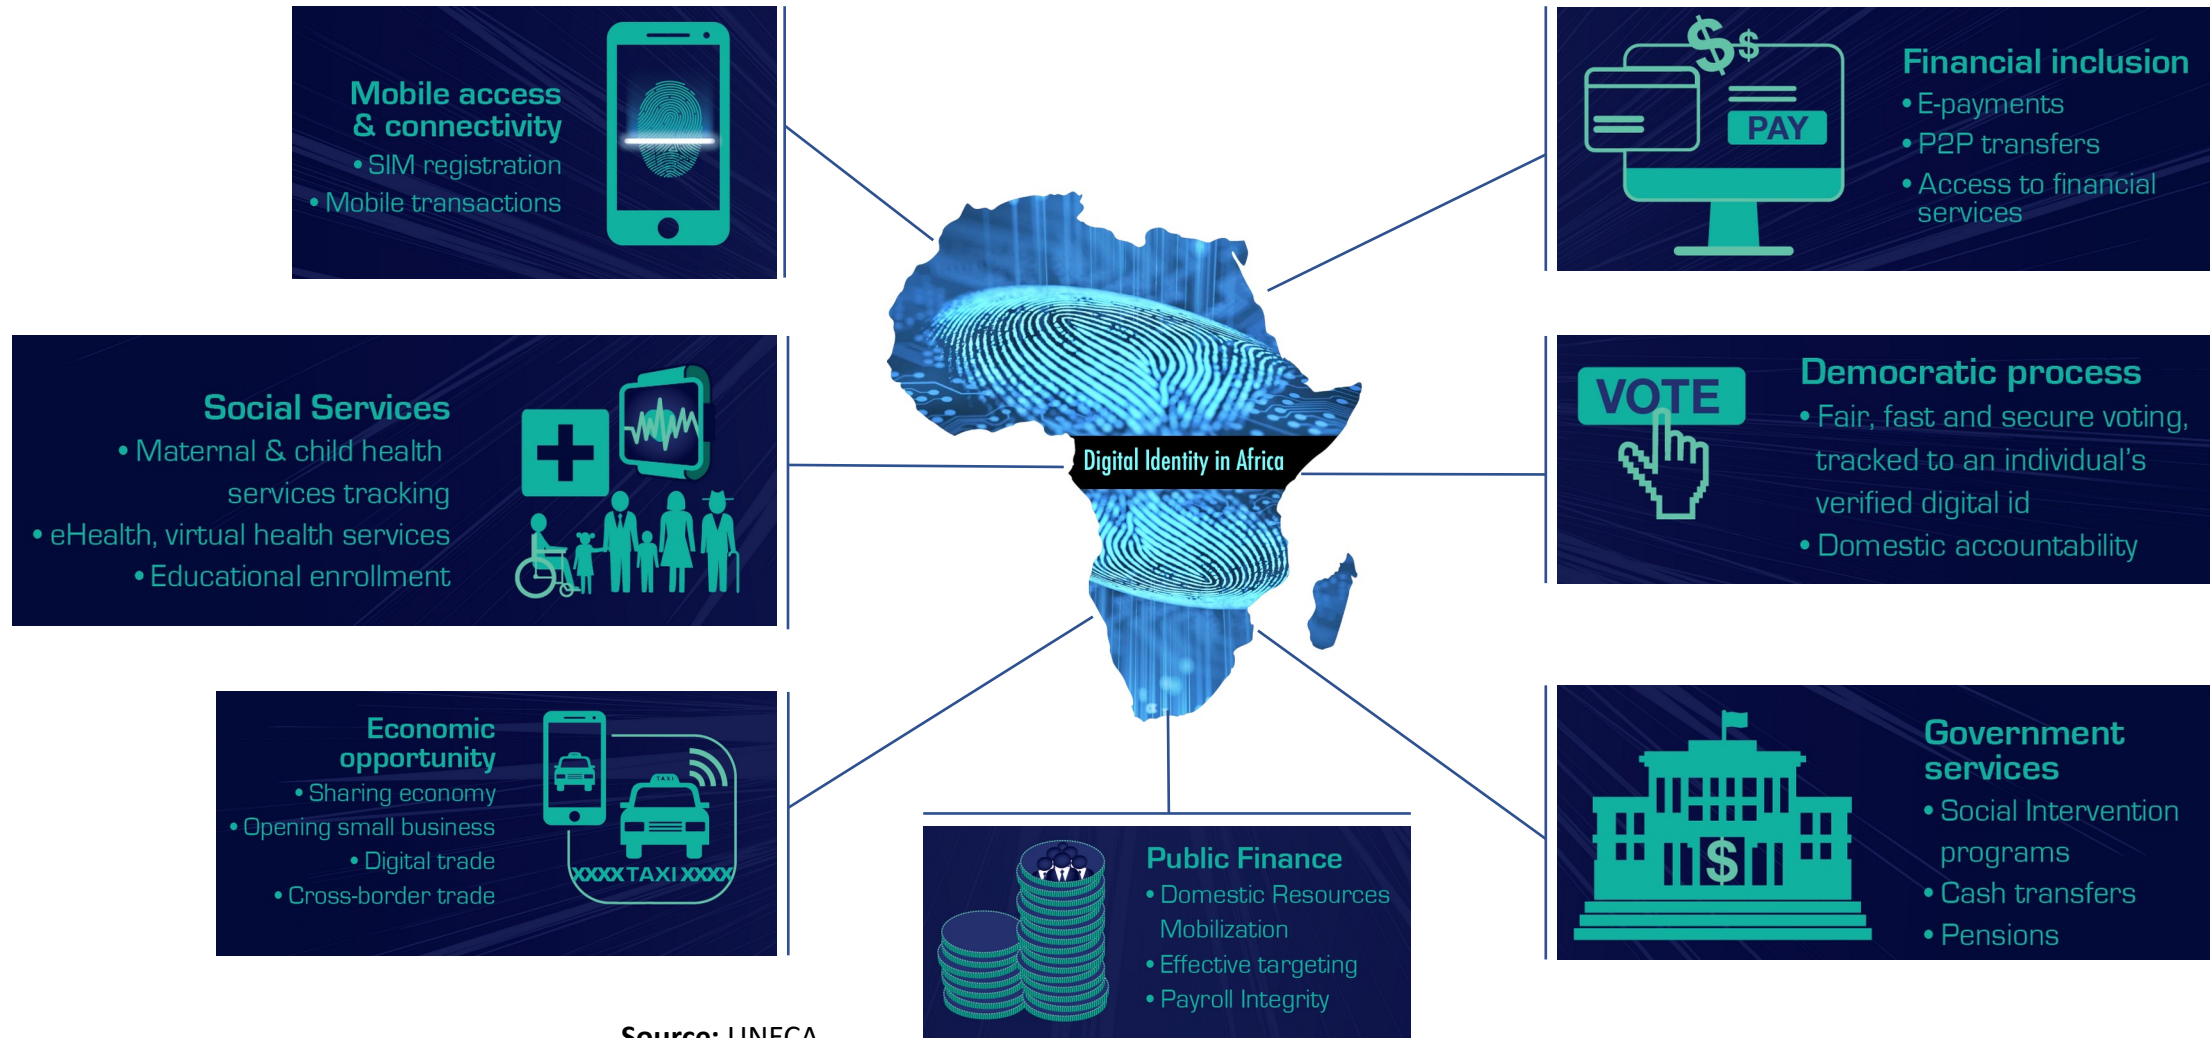 Mobile access
& connectivity
• SIM registration
• Mobile transactions
Social Services
• Maternal & child health
services tracking
• eHealth, virtual health services
• Educational enrollment
Economic
opportunity
• Sharing economy
• Opening small business
• Digital trade
• Cross-border trade
TAXI
XXXX TAXI XXXX
Digital Identity in Africa
Public Finance
• Domestic Resources
Mobilization
• Effective targeting
• Payroll Integrity
$ $
PAY
Financial inclusion
• E-payments
• P2P transfers
• Access to financial
services
VOTE
Democratic process
• Fair, fast and secure voting,
tracked to an individual's
verified digital id
• Domestic accountability
$
Government
services
• Social Intervention
programs
• Cash transfers
• Pensions
Source: UNECA